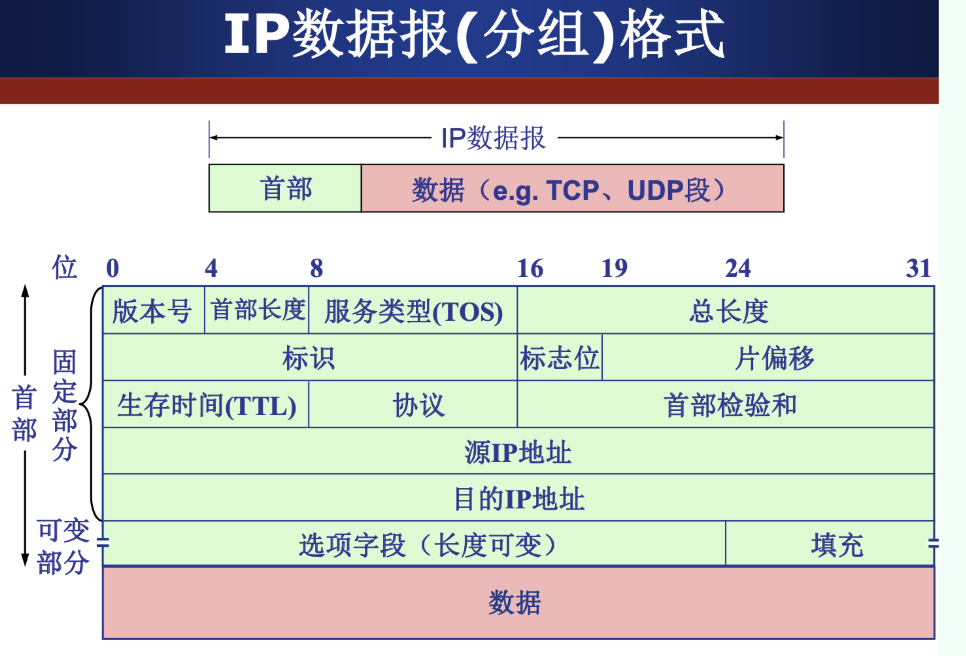 IP数据报(分组)格式
IP数据报
首部 数据（e.g. TCP、UDP段）
位 0 4 8 16 19 24 31
版本号 首部长度 服务类型(TOS) 总长度
标识 标志位 片偏移
生存时间(TTL) 协议 首部检验和
源IP地址
目的IP地址
选项字段（长度可变） 填充
数据
首部
固定部分
可变部分